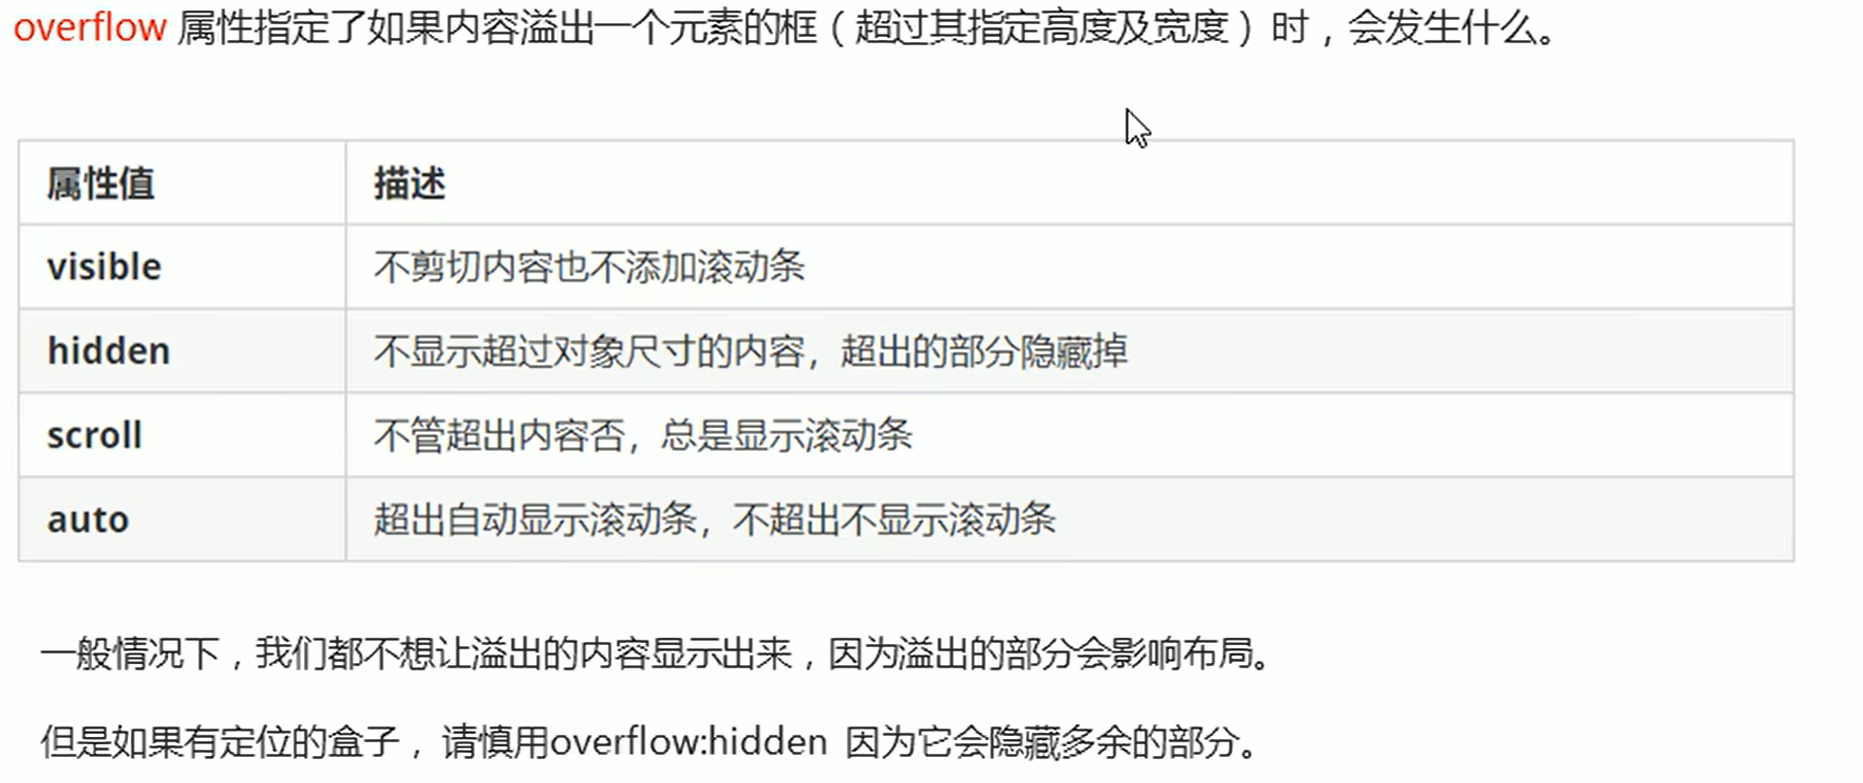 overflow 属性指定了如果内容溢出一个元素的框（超过其指定高度及宽度）时，会发生什么。
属性值 描述
visible 不剪切内容也不添加滚动条
hidden 不显示超过对象尺寸的内容，超出的部分隐藏掉
scroll 不管超出内容否，总是显示滚动条
auto 超出自动显示滚动条，不超出不显示滚动条
一般情况下，我们都不想让溢出的内容显示出来，因为溢出的部分会影响布局。
但是如果有定位的盒子，请慎用overflow:hidden 因为它会隐藏多余的部分。